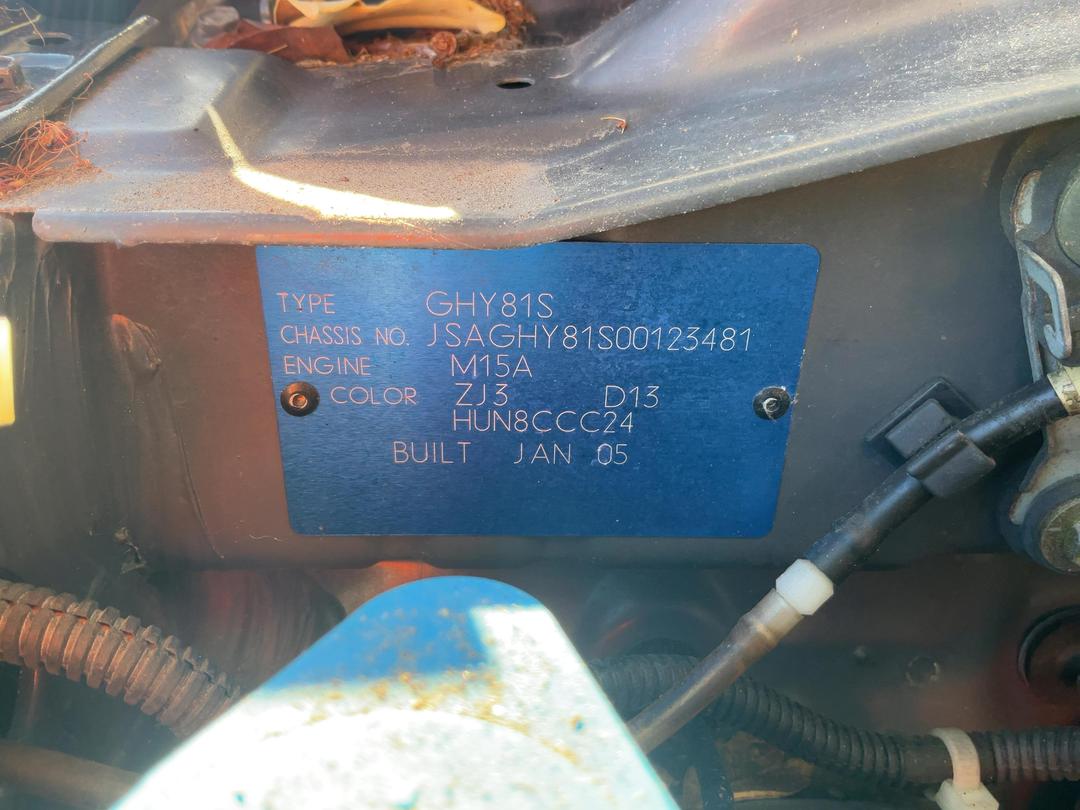 TYPE GHY81S
CHASSIS NO. JSAGHY81S00123481
ENGINE M15A
COLOR ZJ3 D13
HUN8CCC24
BUILT JAN 05